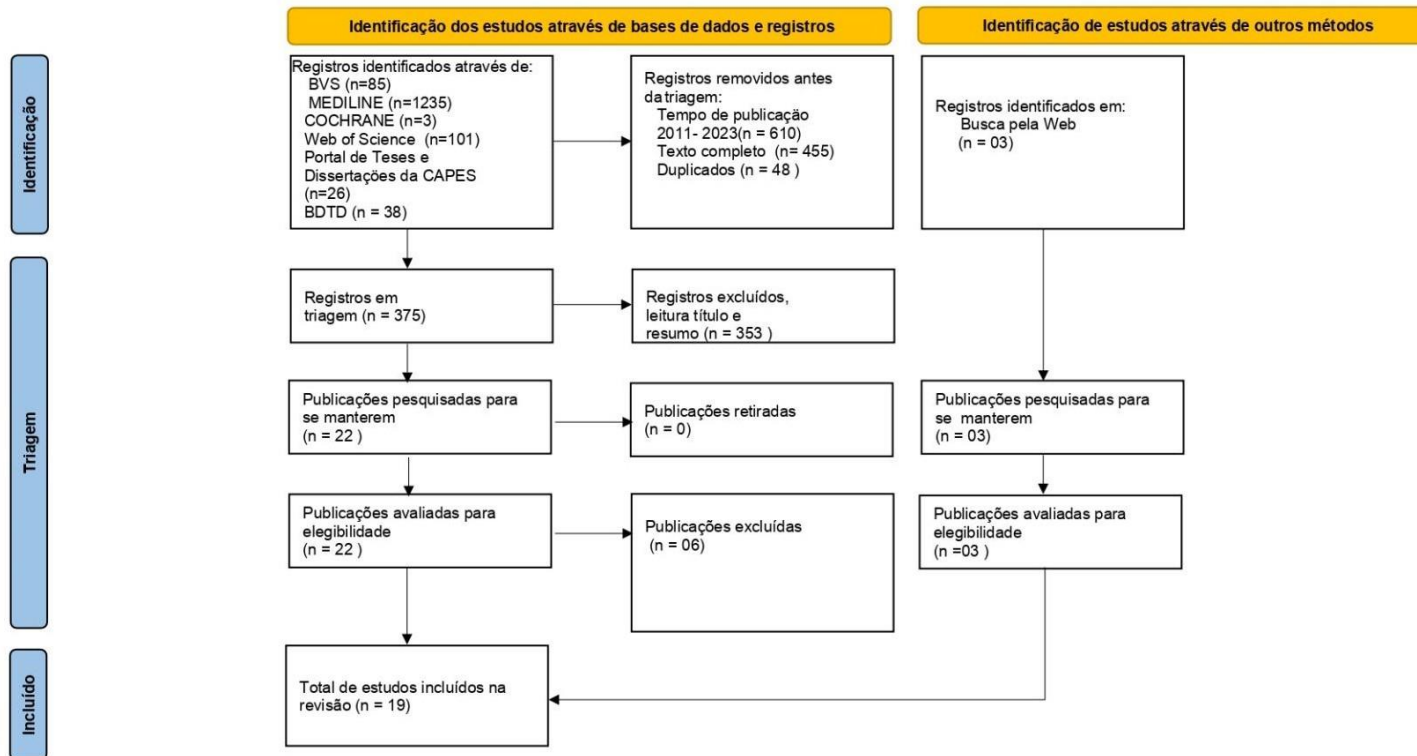 Identificação dos estudos através de bases de dados e registros
Identificação de estudos através de outros métodos
Identificação
Registros identificados através de:
BVS (n=85)
MEDILINE (n=1235)
COCHRANE (n=3)
Web of Science (n=101)
Portal de Teses e
Dissertações da CAPES
(n=26)
BDTD (n = 38)
Registros removidos antes
da triagem:
Tempo de publicação
2011- 2023(n = 610)
Texto completo (n= 455)
Duplicados (n = 48 )
Registros identificados em:
Busca pela Web
(n = 03)
Triagem
Registros em
triagem (n = 375)
Registros excluídos,
leitura título e
resumo (n = 353 )
Publicações pesquisadas para
se manterem
(n = 22 )
Publicações retiradas
(n = 0)
Publicações pesquisadas para
se manterem
(n = 03)
Publicações avaliadas para
elegibilidade
(n = 22 )
Publicações excluídas
(n = 06)
Publicações avaliadas para
elegibilidade
(n =03 )
Incluído
Total de estudos incluídos na
revisão (n = 19)